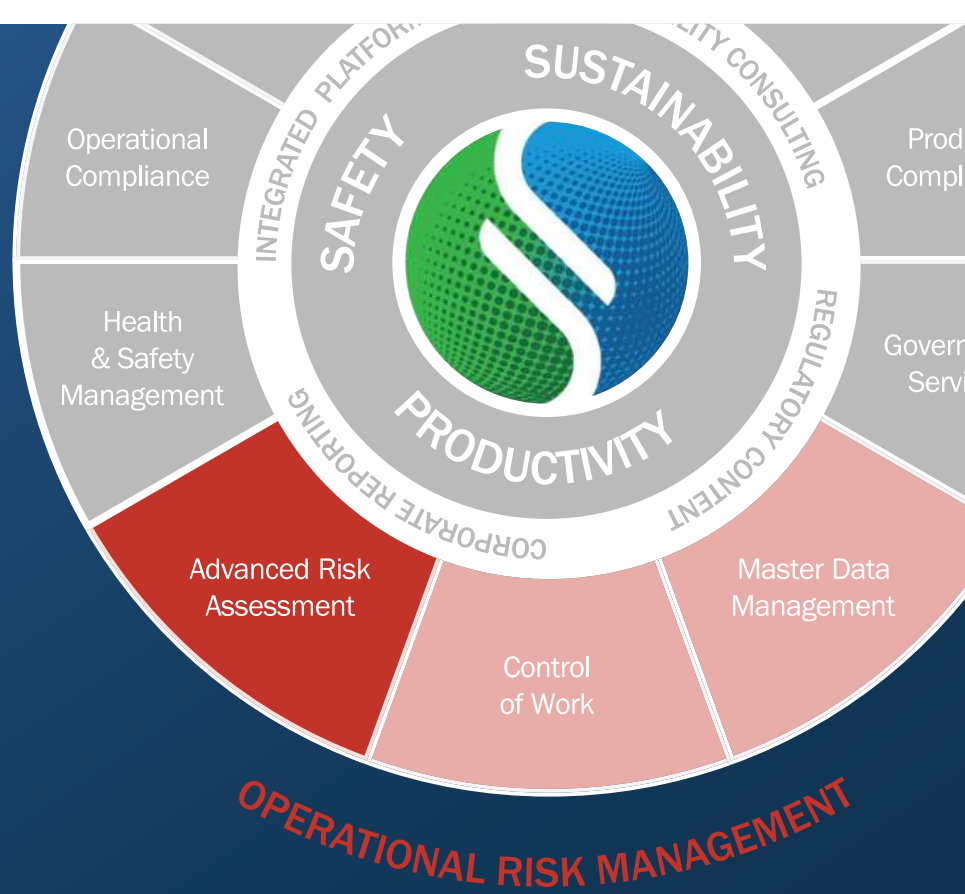 INTEGRATED
SUSTAINABILITY
CONSULTING
SAFETY
Operational
Compliance
Health
& Safety
Management
PRODUCTIVITY
REGULATORY CONTENT
CORPORATE REPORTING
Advanced Risk
Assessment
Master Data
Management
Control
of Work
OPERATIONAL RISK MANAGEMENT